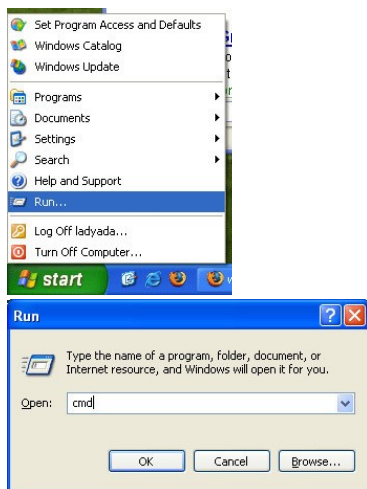 Set Program Access and Defaults
Windows Catalog
Windows Update
Programs
Documents
Settings
Search
Help and Support
Run...
Log Off ladyada...
Turn Off Computer...
start
Run
Type the name of a program, folder, document, or
Internet resource, and Windows will open it for you.
Open: cmd
OK Cancel Browse...